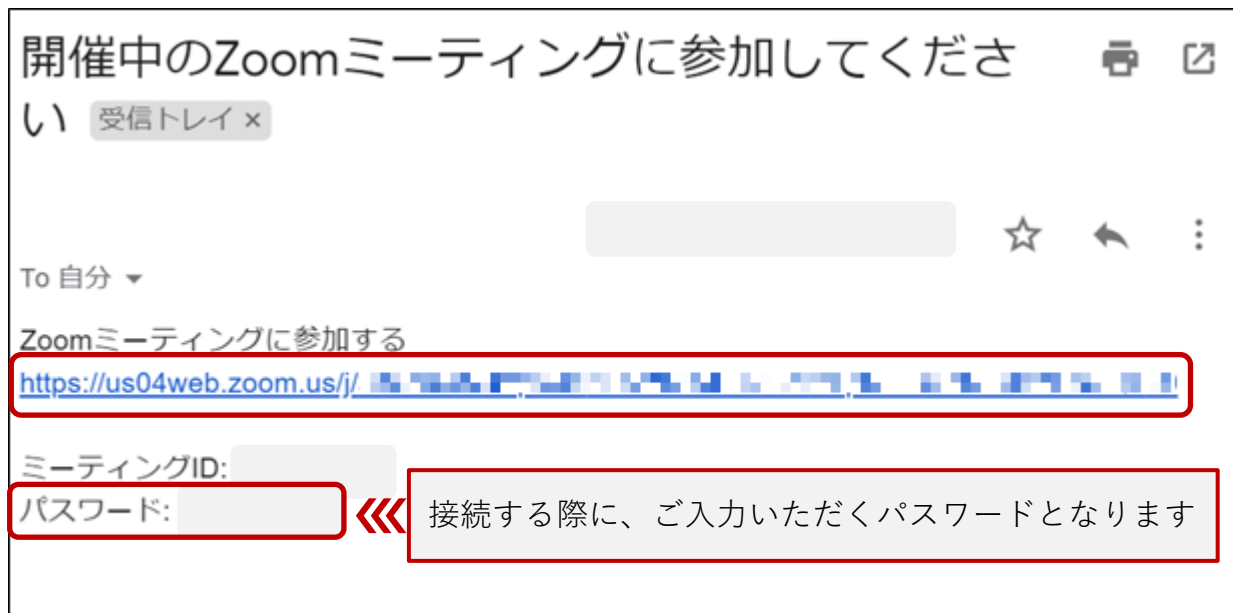 開催中のZoomミーティングに参加してくださ
い 受信トレイ ×
To 自分
Zoomミーティングに参加する
https://us04web.zoom.us/j/
ミーティングID:
パスワード:
接続する際に、ご入力いただくパスワードとなります